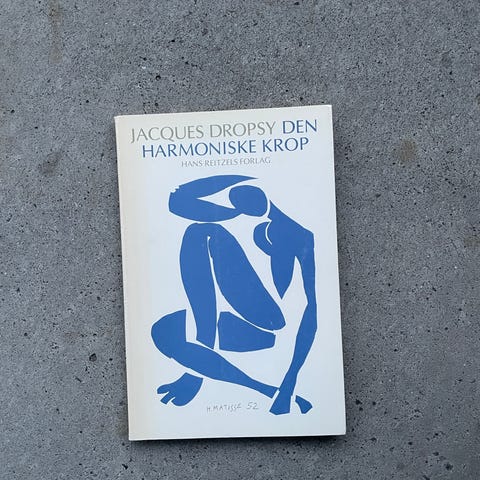 JACQUES DROPSY DEN
HARMONISKE KROP
HANS REITZELS FORLAG
H.MATISSE 52